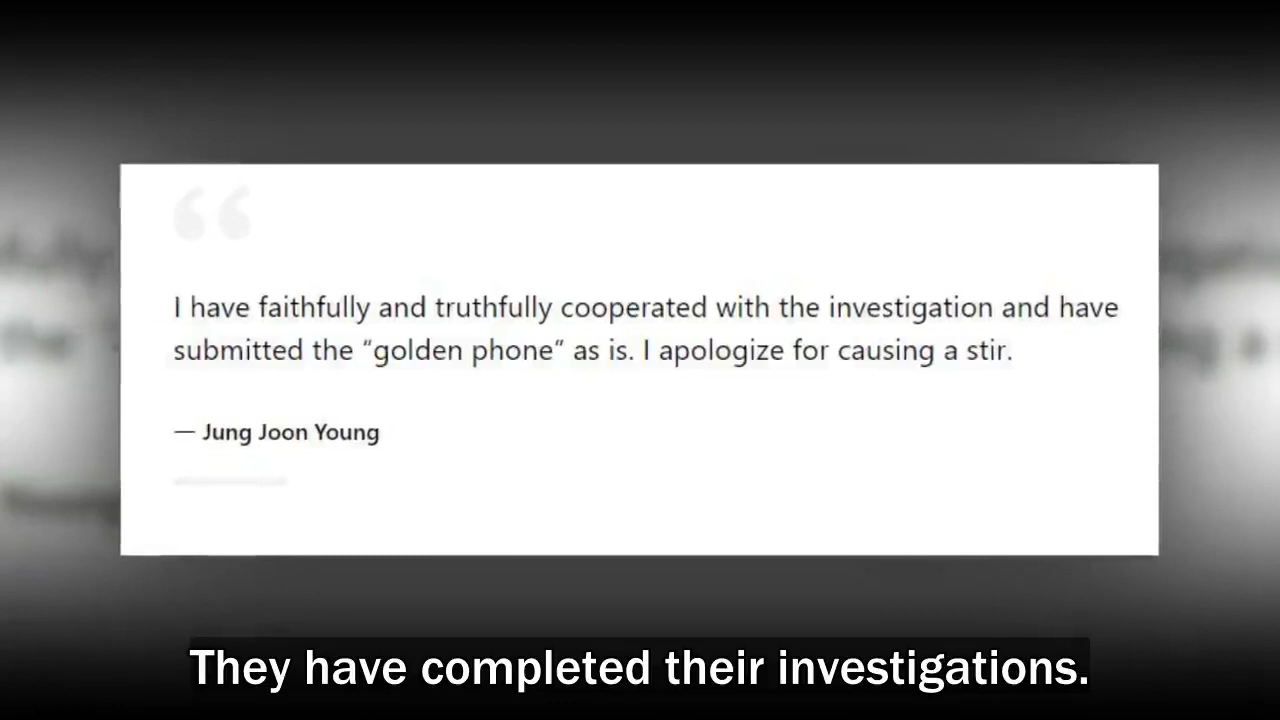 “
I have faithfully and truthfully cooperated with the investigation and have
submitted the “golden phone” as is. I apologize for causing a stir.
— Jung Joon Young
They have completed their investigations.